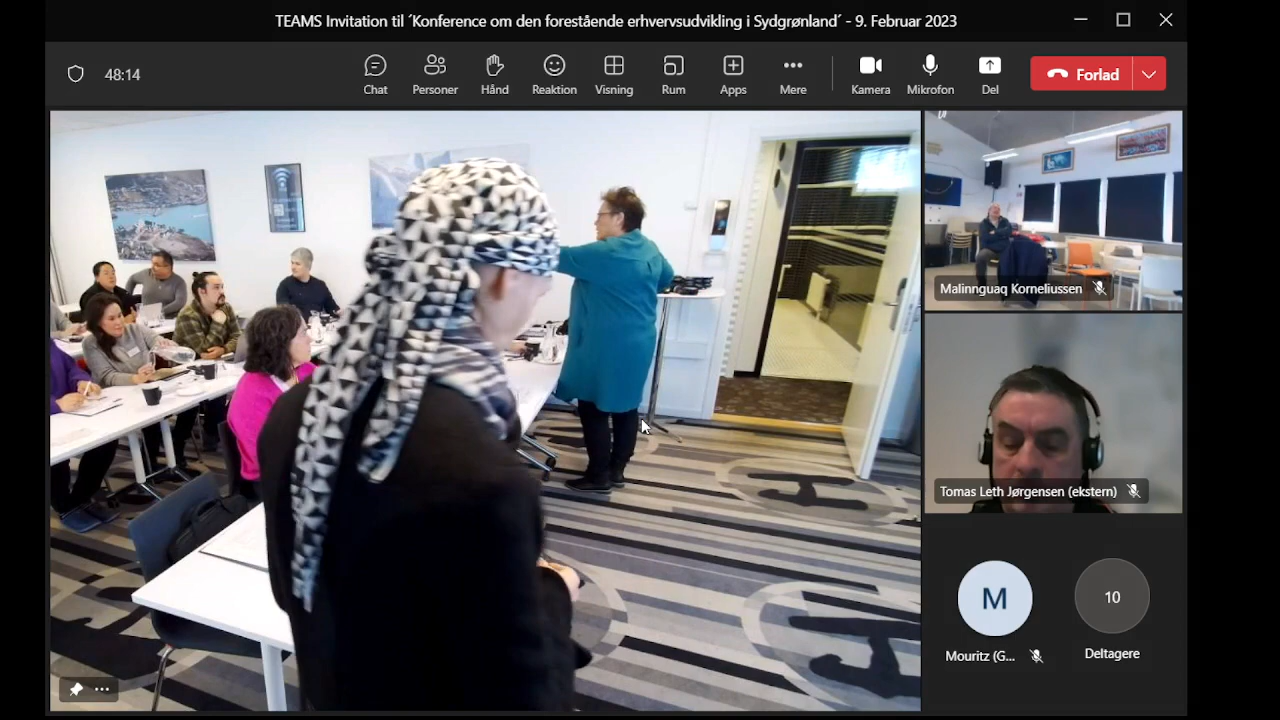 TEAMS Invitation til ´Konference om den forestående erhvervsudvikling i Sydgrønland´ - 9. Februar 2023
48:14
Chat
Personer
Hånd
Reaktion
Visning
Rum
Apps
Mere
Kamera
Mikrofon
Del
Forlad
Malinnguaq Korneliussen
Tomas Leth Jørgensen (ekstern)
M
10
Mouritz (G...
Deltagere